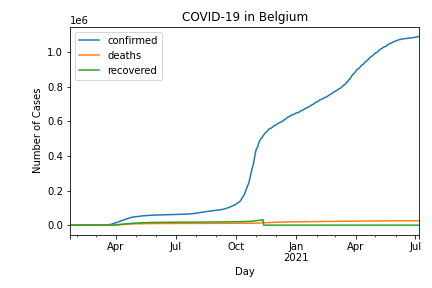 COVID-19 in Belgium
1e6
confirmed
deaths
recovered
Number of Cases
1.0
0.8
0.6
0.4
0.2
0.0
Apr Jul Oct Jan Apr Jul
2021
Day